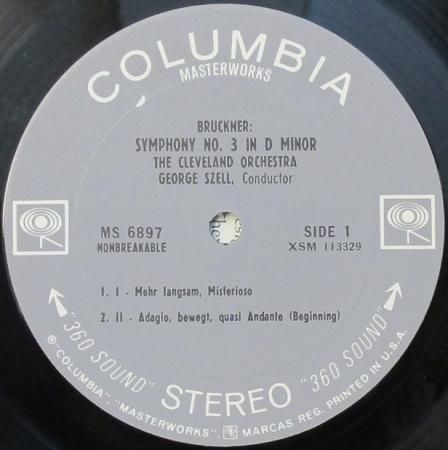 COLUMBIA
MASTERWORKS
BRUCKNER:
SYMPHONY NO. 3 IN D MINOR
THE CLEVELAND ORCHESTRA
GEORGE SZELL, Conductor
MS 6897
NONBREAKABLE
SIDE 1
XSM 113329
1. I - Mehr langsam, Misterioso
2. II - Adagio, bewegt, quasi Andante (Beginning)
"360 SOUND" STEREO "360 SOUND"
® "COLUMBIA", "MASTERWORKS", MARCAS REG. PRINTED IN U.S.A.